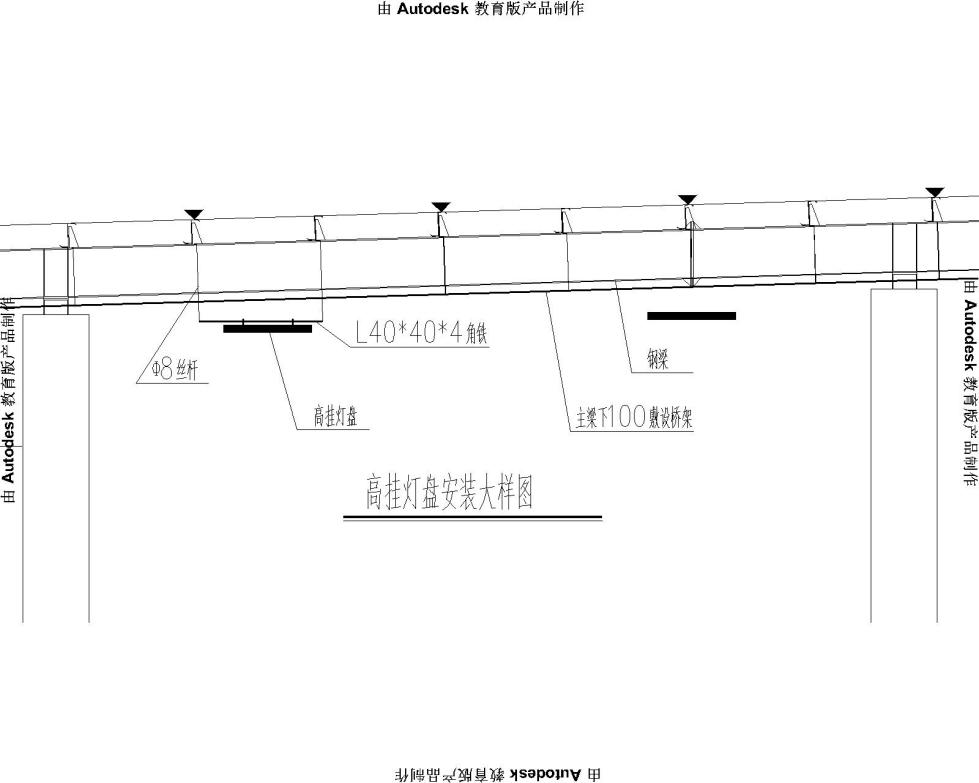 由 Autodesk 教育版产品制作
L40*40*4角铁
Φ8丝杆
钢梁
高挂灯盘
主梁下100敷设桥架
高挂灯盘安装大样图
由 Autodesk 教育版产品制作
由 Autodesk 教育版产品制作
由 Autodesk 教育版产品制作